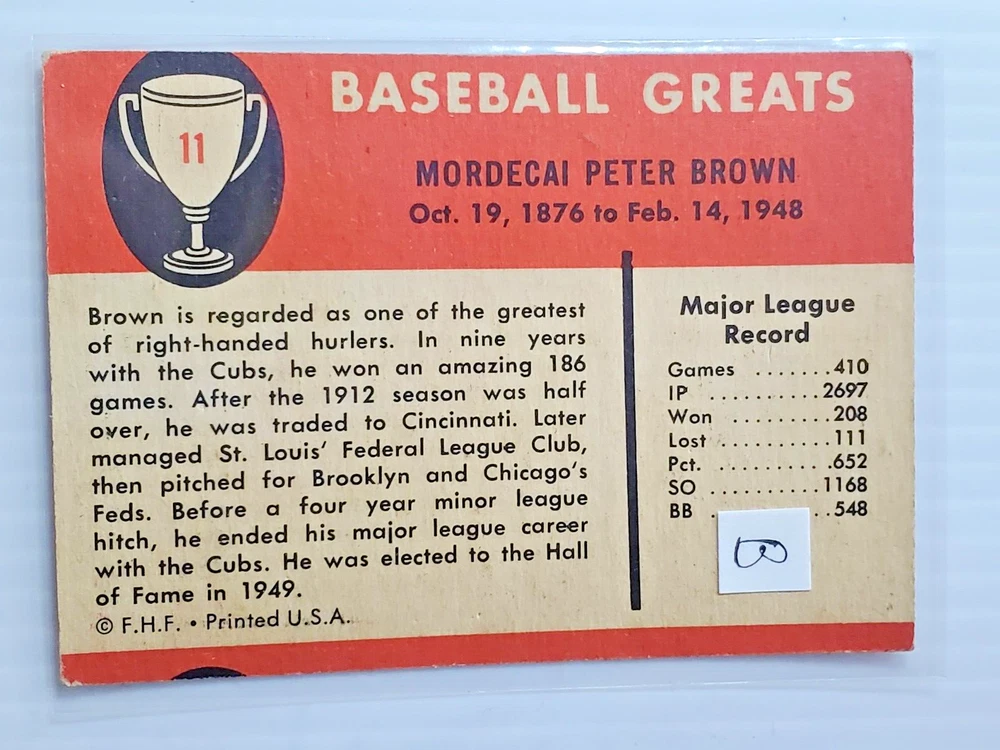 11
BASEBALL GREATS
MORDECAI PETER BROWN
Oct. 19, 1876 to Feb. 14, 1948
Brown is regarded as one of the greatest
of right-handed hurlers. In nine years
with the Cubs, he won an amazing 186
games. After the 1912 season was half
over, he was traded to Cincinnati. Later
managed St. Louis' Federal League Club,
then pitched for Brooklyn and Chicago's
Feds. Before a four year minor league
hitch, he ended his major league career
with the Cubs. He was elected to the Hall
of Fame in 1949.
© F.H.F. • Printed U.S.A.
Major League
Record
Games .......410
IP ..........2697
Won .........208
Lost .........111
Pct. .........652
SO ..........1168
BB ...548